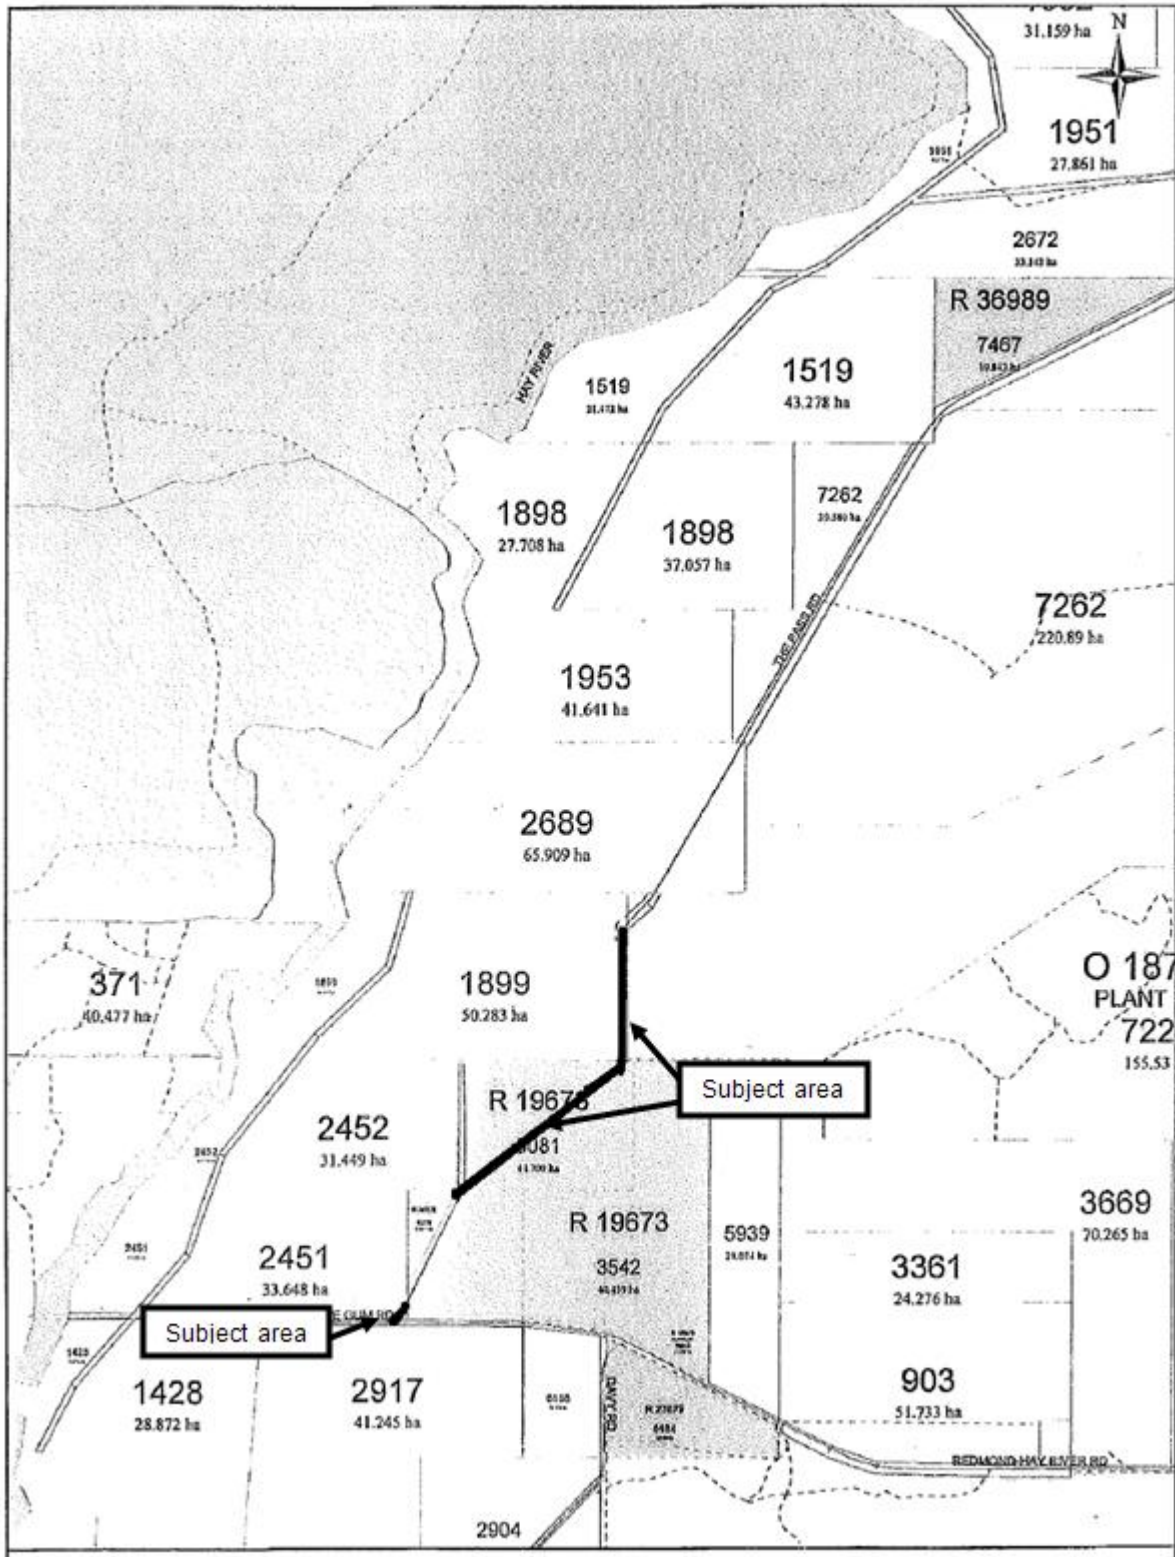 31.159 ha
N
1951
27.861 ha
2672
R 36989
7467
HAY RIVER
1519
1519
43.278 ha
1898
27.708 ha
1898
37.057 ha
7262
THE PASS RD
7262
220.89 ha
1953
41.641 ha
2689
65.909 ha
371
40.477 ha
1899
50.283 ha
O 187
PLANT
722
155.53
Subject area
2452
31.449 ha
2452
3669
70.265 ha
R 19673
3542
5939
3361
24.276 ha
2451
2451
33.648 ha
E GUM RD
Subject area
1428
28.872 ha
2917
41.245 ha
DAVY RD
903
51.733 ha
REDMOND-HAY RIVER RD
2904